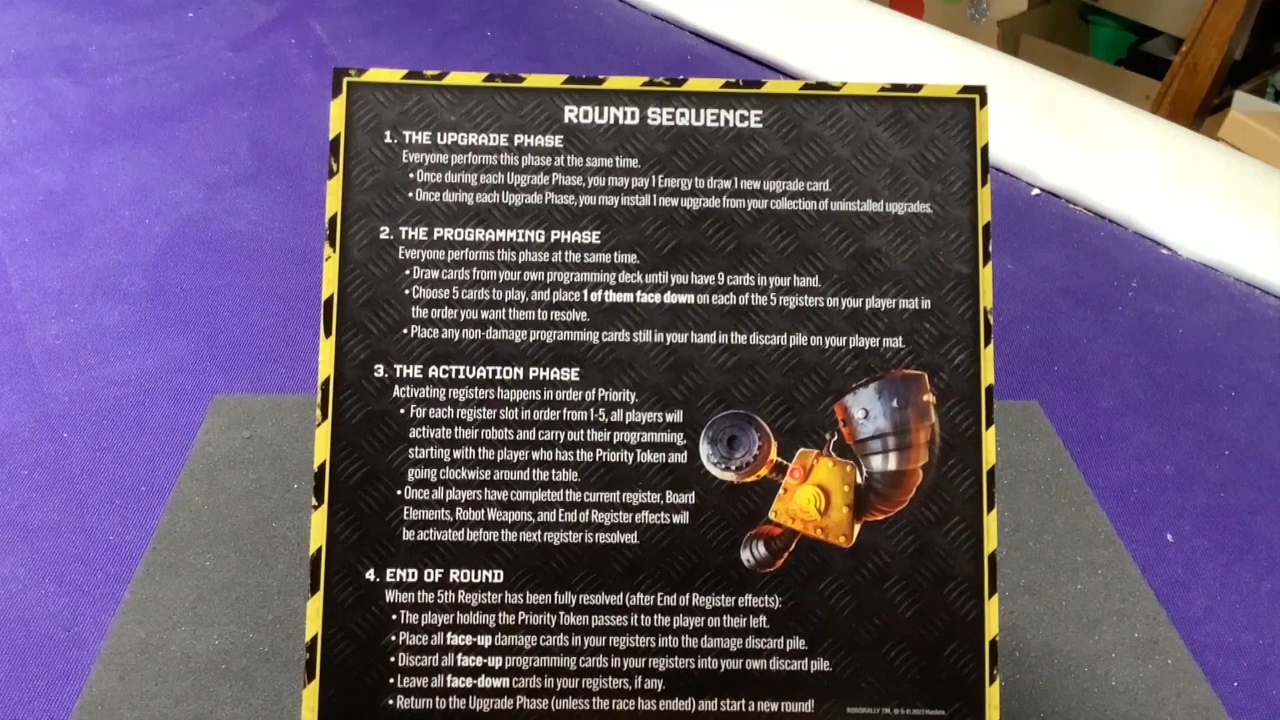 ROUND SEQUENCE
1. THE UPGRADE PHASE
Everyone performs this phase at the same time.
• Once during each Upgrade Phase, you may pay 1 Energy to draw 1 new upgrade card.
• Once during each Upgrade Phase, you may install 1 new upgrade from your collection of uninstalled upgrades.
2. THE PROGRAMMING PHASE
Everyone performs this phase at the same time.
• Draw cards from your own programming deck until you have 9 cards in your hand.
• Choose 5 cards to play, and place 1 of them face down on each of the 5 registers on your player mat in
the order you want them to resolve.
• Place any non-damage programming cards still in your hand in the discard pile on your player mat.
3. THE ACTIVATION PHASE
Activating registers happens in order of Priority.
• For each register slot in order from 1-5, all players will
activate their robots and carry out their programming,
starting with the player who has the Priority Token and
going clockwise around the table.
• Once all players have completed the current register, Board
Elements, Robot Weapons, and End of Register effects will
be activated before the next register is resolved.
4. END OF ROUND
When the 5th Register has been fully resolved (after End of Register effects):
• The player holding the Priority Token passes it to the player on their left.
• Place all face-up damage cards in your registers into the damage discard pile.
• Discard all face-up programming cards in your registers into your own discard pile.
• Leave all face-down cards in your registers, if any.
• Return to the Upgrade Phase (unless the race has ended) and start a new round!
ROBORALLY TM, ® & © 2023 Hasbro.